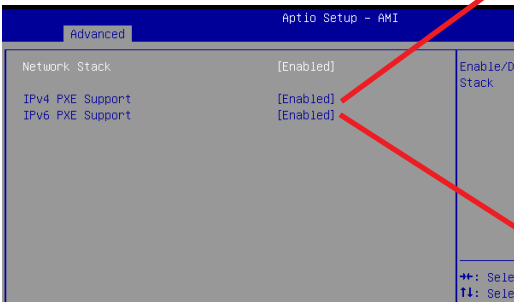 Aptio Setup – AMI
Advanced
Network Stack [Enabled]
IPv4 PXE Support [Enabled]
IPv6 PXE Support [Enabled]
Enable/D
Stack
→←: Sele
↑↓: Sele